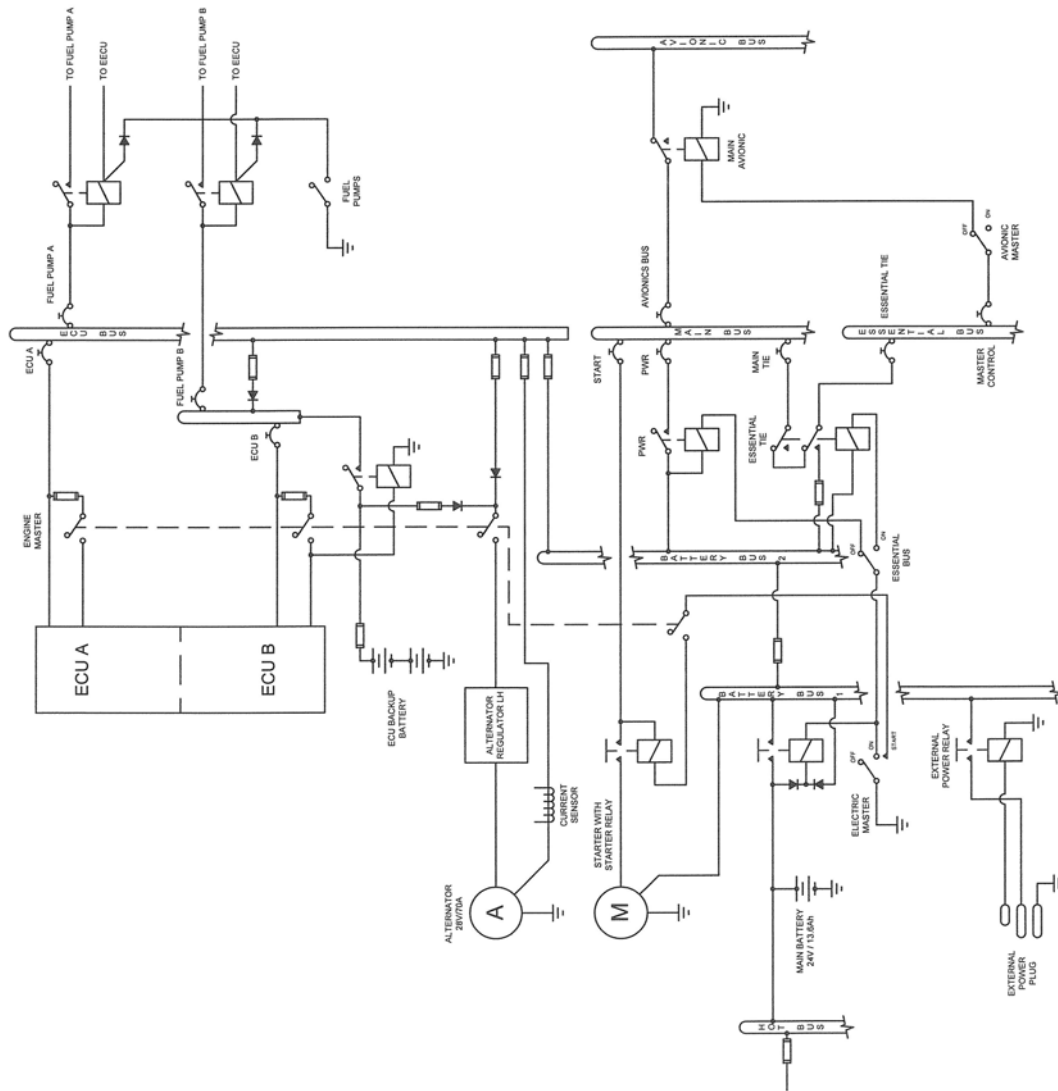 TO FUEL PUMP A
TO EECU
TO FUEL PUMP B
TO EECU
FUEL
PUMPS
FUEL PUMP A
ECU BUS
ECU A
FUEL PUMP B
ECU B
ENGINE
MASTER
ECU A
ECU B
ECU BACKUP
BATTERY
ALTERNATOR
REGULATOR LH
CURRENT
SENSOR
ALTERNATOR
28V/70A
A
AVIONIC BUS
MAIN
AVIONIC
OFF
ON
AVIONIC
MASTER
AVIONICS BUS
ESSENTIAL TIE
MAIN BUS
ESSENTIAL BUS
START
PWR
MAIN
TIE
MASTER
CONTROL
PWR
ESSENTIAL
TIE
BATTERY BUS 2
OFF
ON
ESSENTIAL
BUS
BATTERY BUS 1
STARTER WITH
STARTER RELAY
M
OFF
ON
START
ELECTRIC
MASTER
EXTERNAL
POWER RELAY
MAIN BATTERY
24V / 13.6Ah
EXTERNAL
POWER
PLUG
HOT BUS